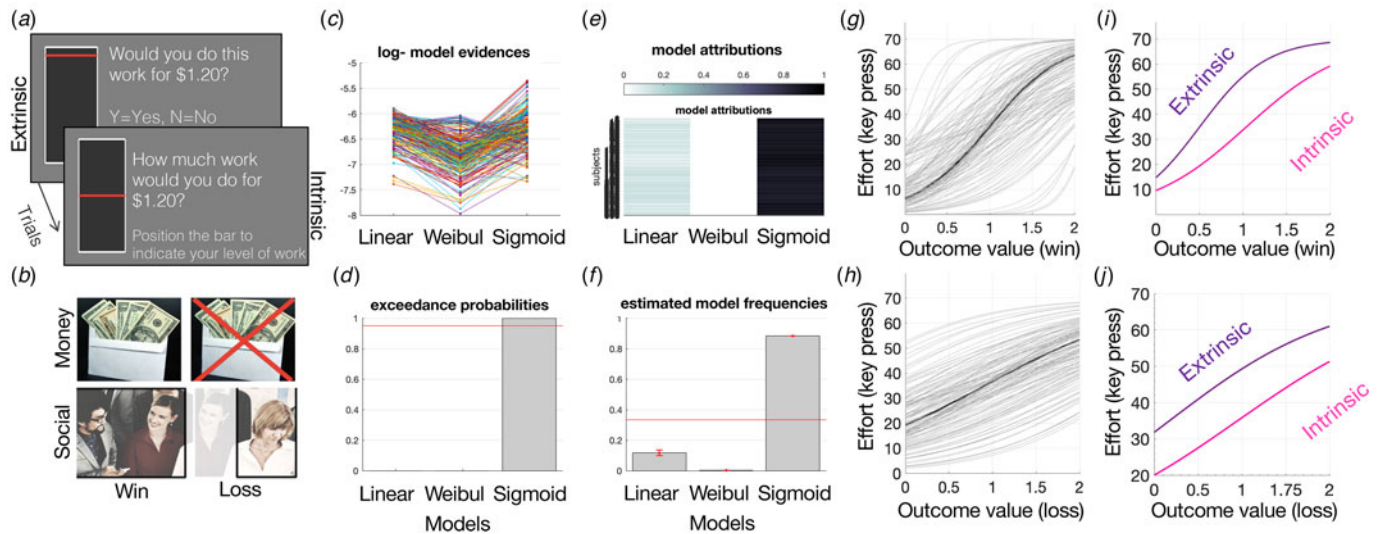 (a)
Extrinsic
Would you do this
work for $1.20?
Y=Yes, N=No
How much work
would you do for
$1.20?
Position the bar to
indicate your level of work
Intrinsic
Trials
(b)
Money
Social
Win
Loss
(c)
log- model evidences
-5
-5.5
-6
-6.5
-7
-7.5
-8
Linear Weibul Sigmoid
(d)
exceedance probabilities
1
0.8
0.6
0.4
0.2
0
Linear Weibul Sigmoid
Models
(e)
model attributions
0 0.2 0.4 0.6 0.8 1
model attributions
subjects
Linear Weibul Sigmoid
(f)
estimated model frequencies
1
0.8
0.6
0.4
0.2
0
Linear Weibul Sigmoid
Models
(g)
Effort (key press)
70
60
50
40
30
20
10
0 0.5 1 1.5 2
Outcome value (win)
(h)
Effort (key press)
70
60
50
40
30
20
10
0
0 0.5 1 1.5 2
Outcome value (loss)
(i)
Effort (key press)
70
60
50
40
30
20
10
Extrinsic
Intrinsic
0 0.5 1 1.5 2
Outcome value (win)
(j)
Effort (key press)
70
60
50
40
30
20
Extrinsic
Intrinsic
0 0.5 1 1.75 2
Outcome value (loss)